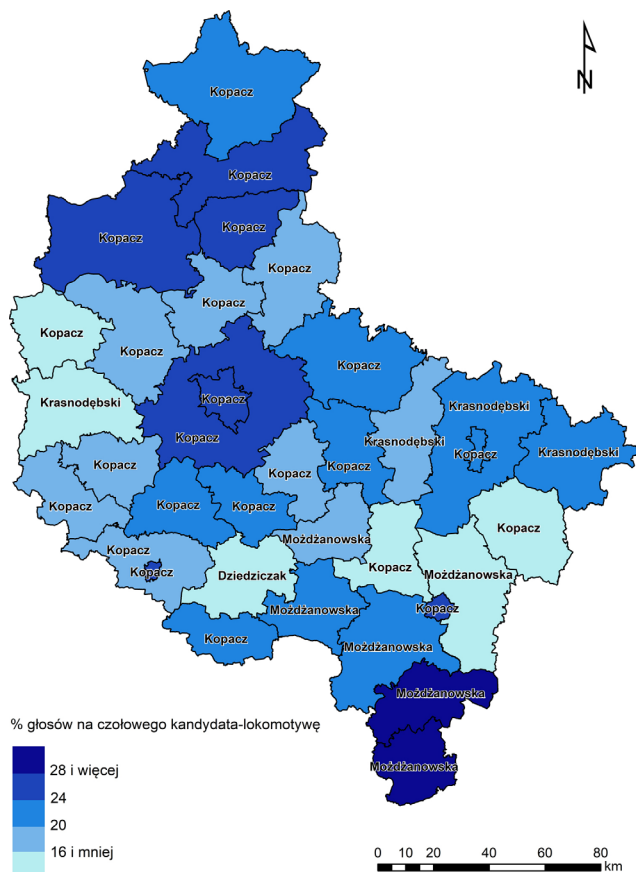 N
Kopacz
Kopacz
Kopacz
Kopacz
Kopacz
Kopacz
Kopacz
Kopacz
Kopacz
Kopacz
Krasnodębski
Krasnodębski
Kopacz
Krasnodębski
Kopacz
Kopacz
Kopacz
Kopacz
Krasnodębski
Kopacz
Kopacz
Kopacz
Kopacz
Kopacz
Możdżanowska
Kopacz
Kopacz
Kopacz
Dziedziczak
Możdżanowska
Możdżanowska
Kopacz
Kopacz
Możdżanowska
Możdżanowska
Możdżanowska
% głosów na czołowego kandydata-lokomotywę
28 i więcej
24
20
16 i mniej
0 10 20 40 60 80
km